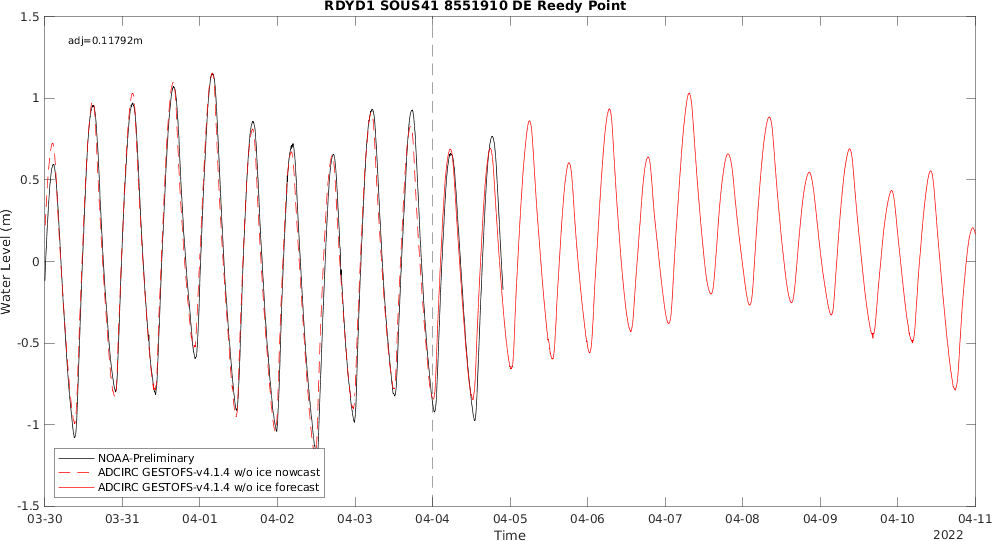 RDYD1 SOUS41 8551910 DE Reedy Point
adj=0.11792m
1.5
1
0.5
0
-0.5
-1
-1.5
Water Level (m)
NOAA-Preliminary
ADCIRC GESTOFS-v4.1.4 w/o ice nowcast
ADCIRC GESTOFS-v4.1.4 w/o ice forecast
03-30 03-31 04-01 04-02 04-03 04-04 04-05 04-06 04-07 04-08 04-09 04-10 04-11
Time
2022